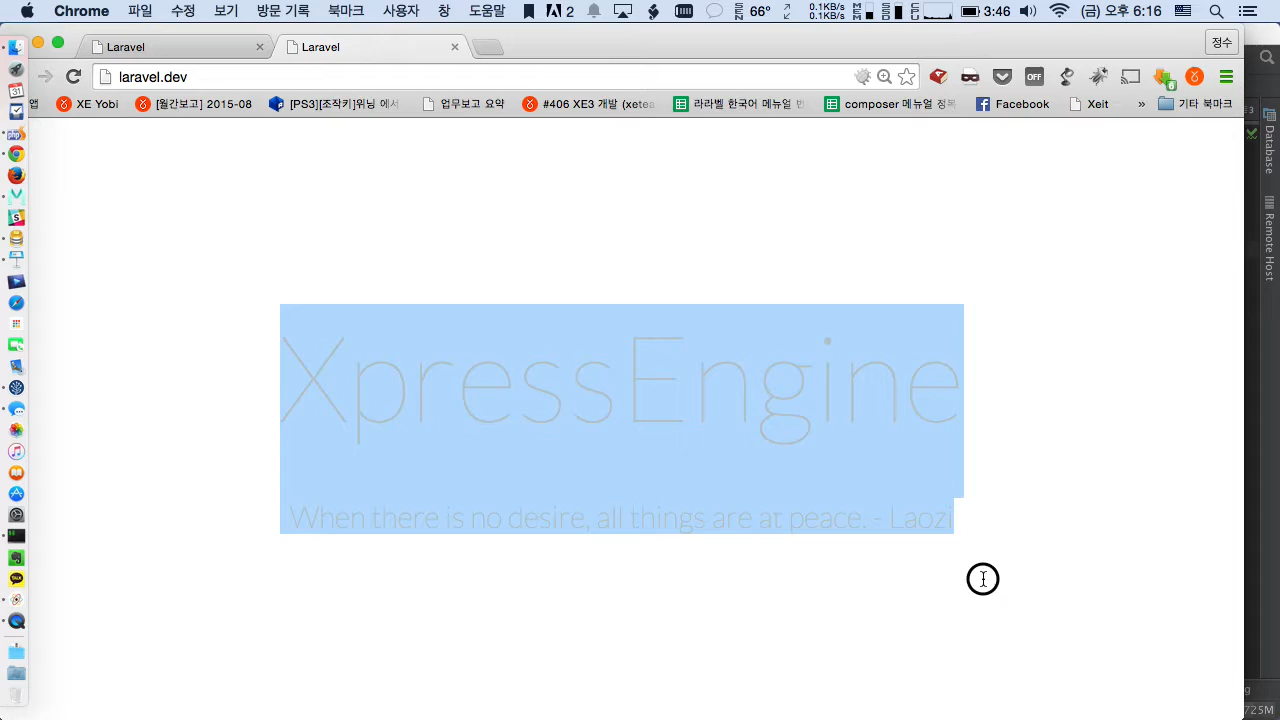 Chrome 파일 수정 보기 방문 기록 북마크 사용자 창 도움말 2 66° 0.1KB/s 0.1KB/s 3:46 (금) 오후 6:16
Laravel
Laravel
정수
laravel.dev
OFF
6
앱 XE Yobi [월간보고] 2015-08 [PS3][조작키]위닝 에서 업무보고 요약 #406 XE3 개발 (xetea. 라라벨 한국어 메뉴얼 composer 메뉴얼 정독 Facebook Xeit » 기타 북마크
Database
Remote Host
XpressEngine
When there is no desire, all things are at peace. - Laozi
725M